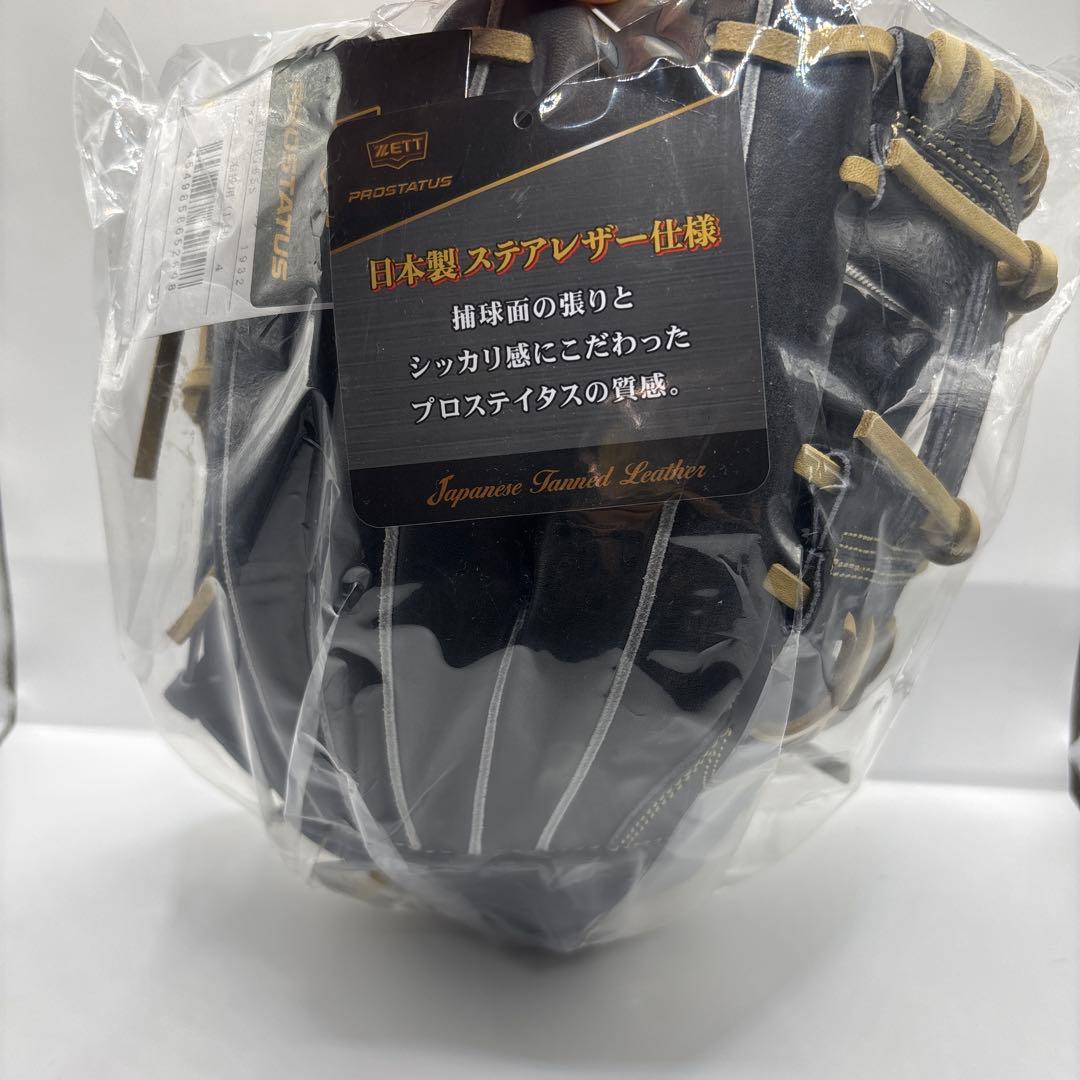 ZETT
PROSTATUS
日本製 ステアレザー仕様
捕球面の張りと
シッカリ感にこだわった
プロステイタスの質感。
Japanese Tanned Leather
PROSTATUS
1932
4